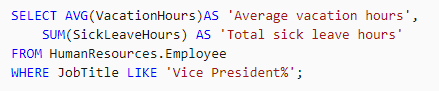 SELECT AVG(VacationHours)AS 'Average vacation hours',
    SUM(SickLeaveHours) AS 'Total sick leave hours'
FROM HumanResources.Employee
WHERE JobTitle LIKE 'Vice President%';